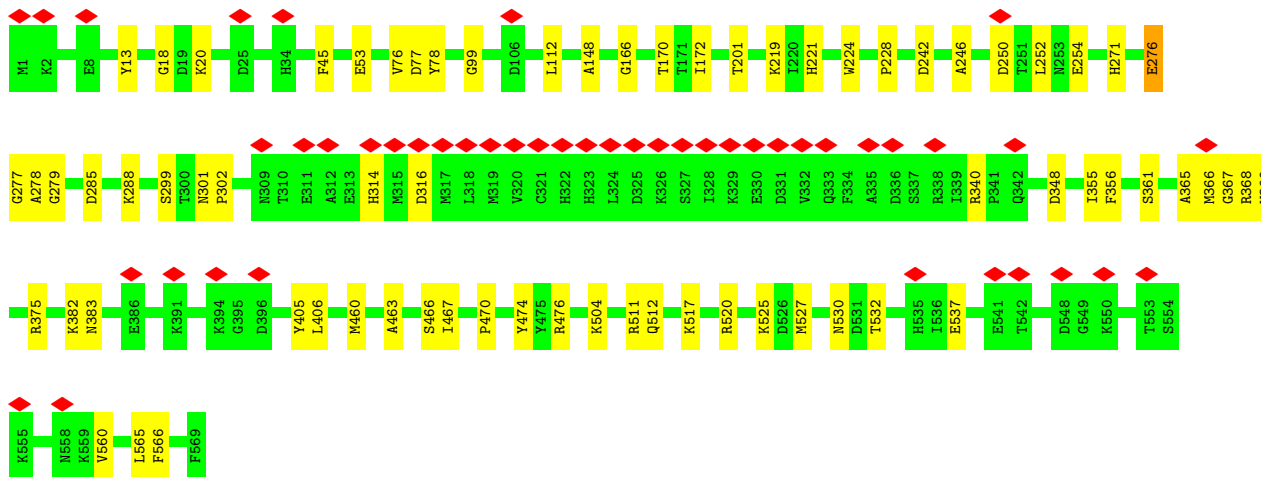 M1 K2 E8 Y13 G18 D19 K20 D25 H34 F45 E53 V76 D77 Y78 G99 D106 L112 A148 G166 T170 T171 I172 T201 K219 I220 H221 W224 P228 D242 A246 D250 T251 L252 N253 E254 H271 E276
G277 A278 G279 D285 K288 S299 T300 N301 P302 N309 T310 E311 A312 E313 H314 M315 D316 M317 L318 M319 V320 C321 H322 H323 L324 D325 K326 S327 I328 K329 E330 D331 V332 Q333 F334 A335 D336 S337 R338 I339 R340 P341 Q342 D348 I355 F356 S361 A365 M366 G367 R368
R375 K382 N383 E386 K391 K394 G395 D396 Y405 L406 M460 A463 S466 I467 P470 Y474 Y475 R476 K504 R511 Q512 K517 R520 K525 D526 M527 N530 D531 T532 H535 I536 E537 E541 T542 D548 G549 K550 T553 S554
K555 N558 K559 V560 L565 F566 F569